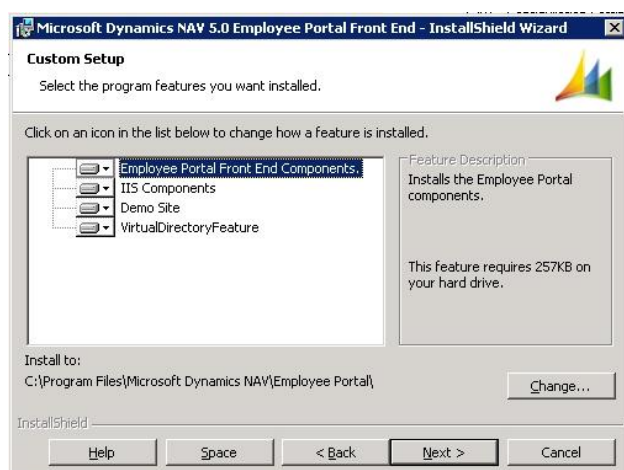 Microsoft Dynamics NAV 5.0 Employee Portal Front End - InstallShield Wizard
Custom Setup
Select the program features you want installed.
Click on an icon in the list below to change how a feature is installed.
Employee Portal Front End Components.
IIS Components
Demo Site
VirtualDirectoryFeature
Feature Description
Installs the Employee Portal
components.
This feature requires 257KB on
your hard drive.
Install to:
C:\Program Files\Microsoft Dynamics NAV\Employee Portal\
Change...
InstallShield
Help
Space
< Back
Next >
Cancel